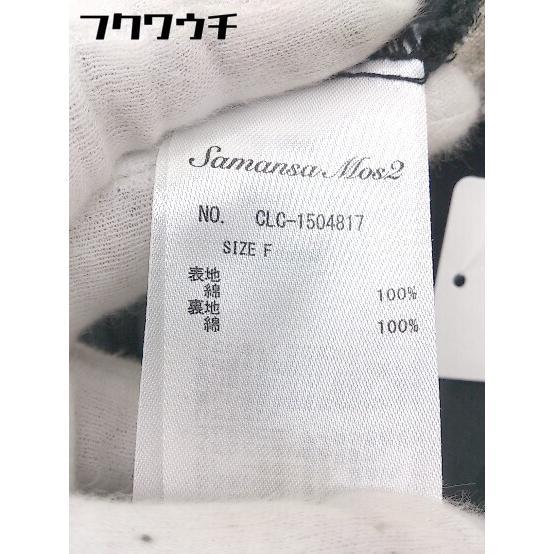 フクワウチ
Samansa Mos2
NO. CLC-1504817
SIZE F
表地
綿 100%
裏地
綿 100%